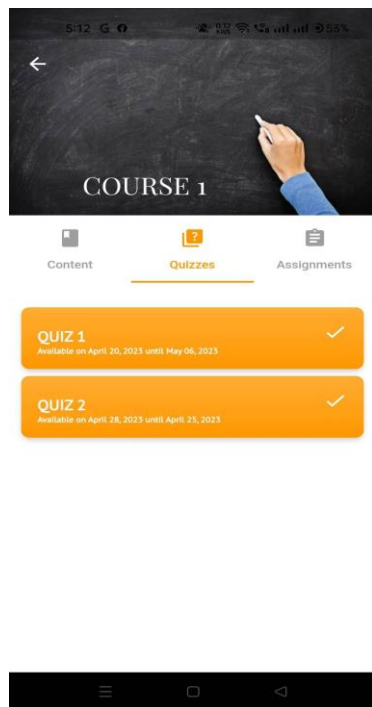 5:12 G
55%
COURSE 1
Content Quizzes Assignments
QUIZ 1
Available on April 20, 2023 until May 06, 2023
QUIZ 2
Available on April 28, 2023 until April 25, 2023